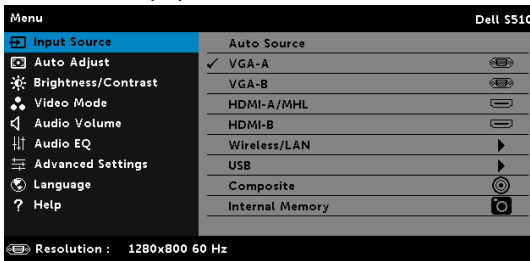 Menu
Dell S510
Input Source
Auto Adjust
Brightness/Contrast
Video Mode
Audio Volume
Audio EQ
Advanced Settings
Language
? Help
Auto Source
✓ VGA-A
VGA-B
HDMI-A/MHL
HDMI-B
Wireless/LAN
USB
Composite
Internal Memory
Resolution : 1280x800 60 Hz